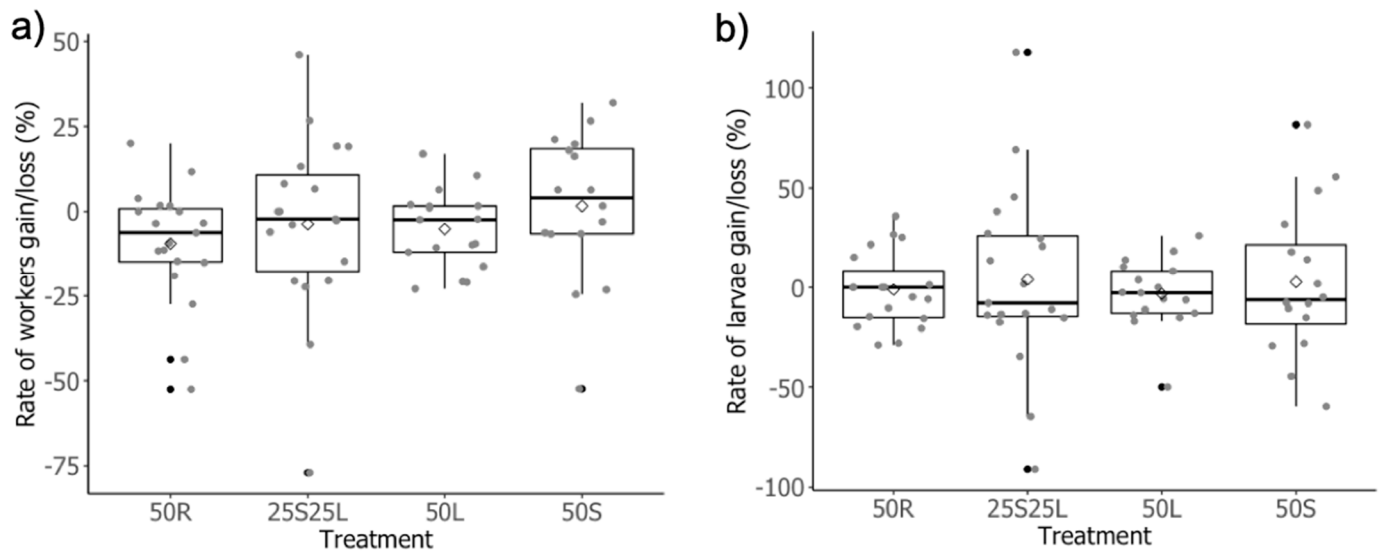 a)
Rate of workers gain/loss (%)
50
25
0
-25
-50
-75
50R 25S25L 50L 50S
Treatment
b)
Rate of larvae gain/loss (%)
100
50
0
-50
-100
50R 25S25L 50L 50S
Treatment